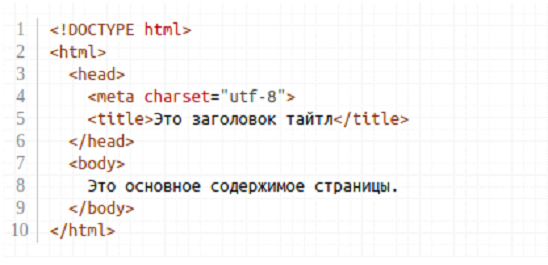 1 <!DOCTYPE html>
2 <html>
3 <head>
4 <meta charset="utf-8">
5 <title>Это заголовок тайтл</title>
6 </head>
7 <body>
8 Это основное содержимое страницы.
9 </body>
10 </html>